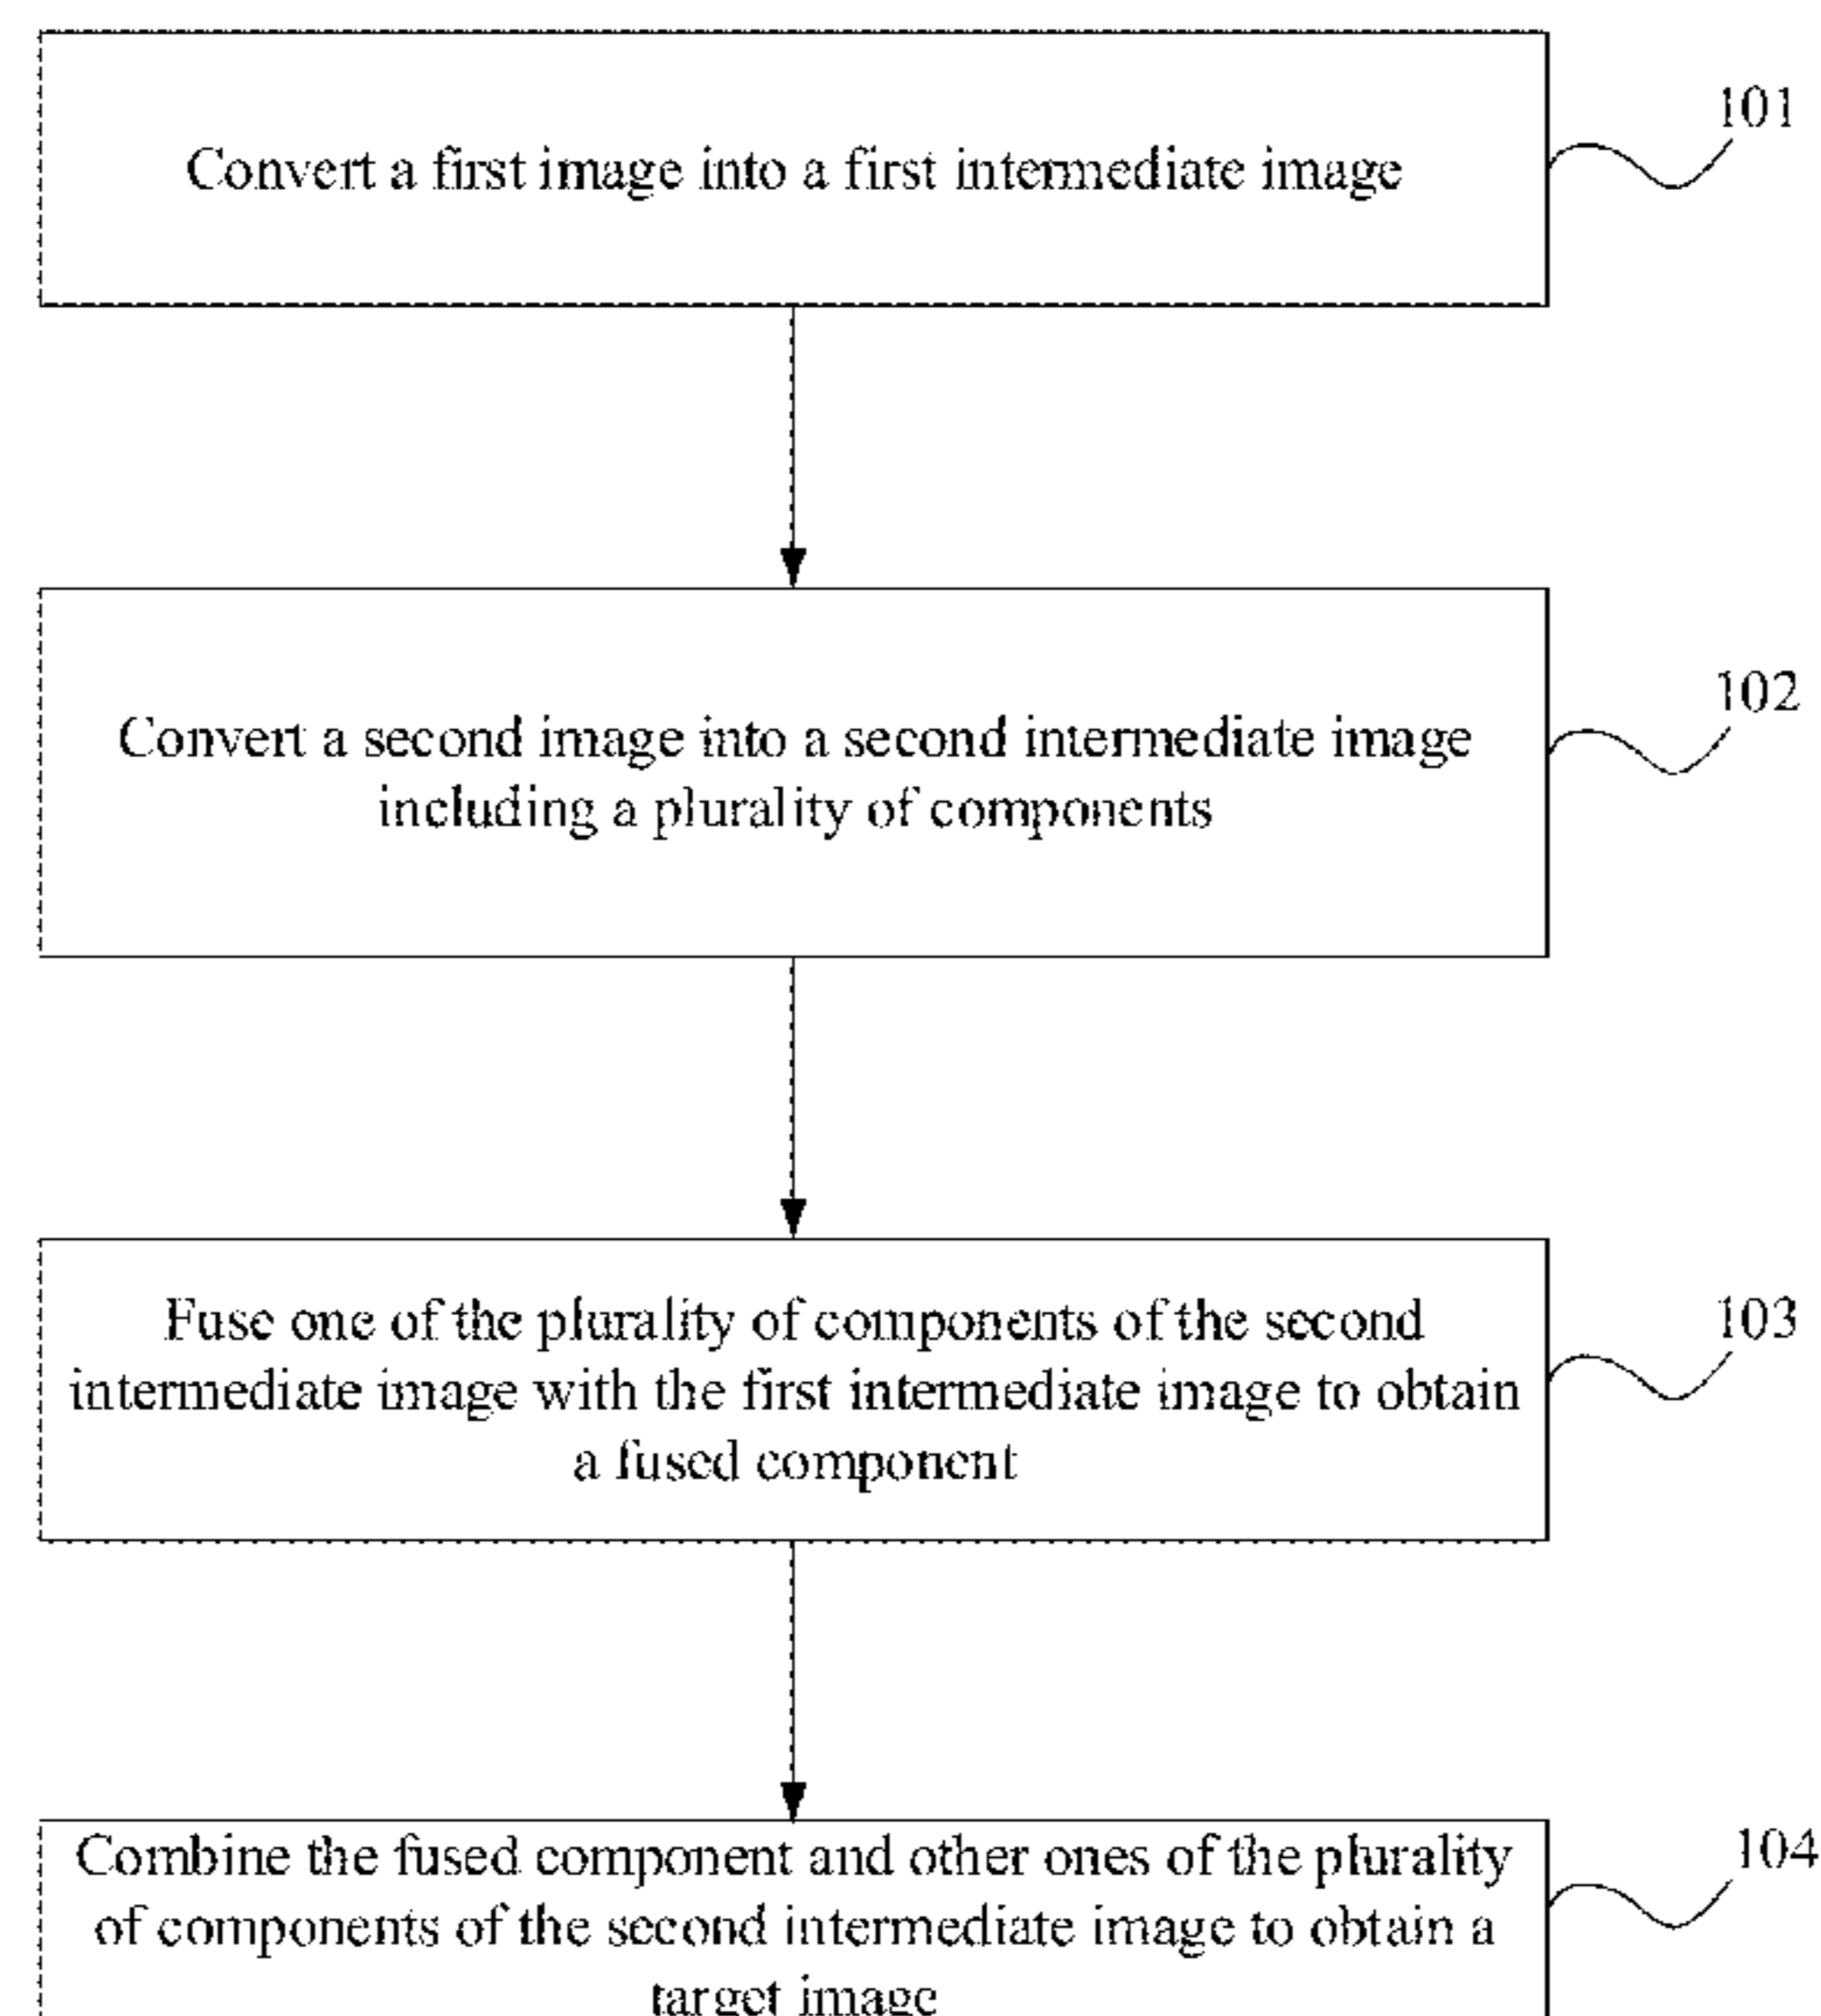 101
Convert a first image into a first intermediate image
102
Convert a second image into a second intermediate image
including a plurality of components
Fuse one of the plurality of components of the second
103
intermediate image with the first intermediate image to obtain
a fused component
Combine the fused component and other ones of the plurality
104
of components of the second intermediate image to obtain a
target image